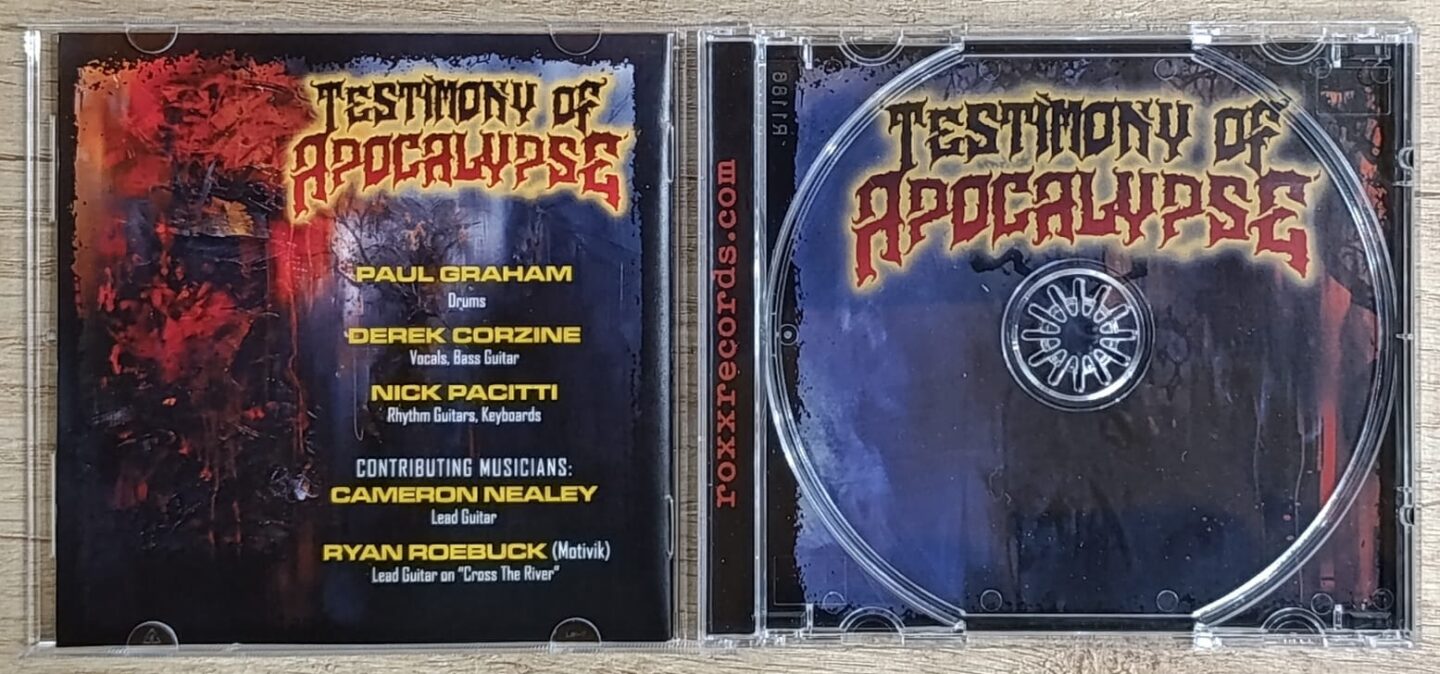 TESTIMONY OF
APOCALYPSE
PAUL GRAHAM
Drums
DEREK CORZINE
Vocals, Bass Guitar
NICK PACITTI
Rhythm Guitars, Keyboards
CONTRIBUTING MUSICIANS:
CAMERON NEALEY
Lead Guitar
RYAN ROEBUCK (Motivik)
Lead Guitar on "Cross The River"
roxxrecords.com
TESTIMONY OF
APOCALYPSE